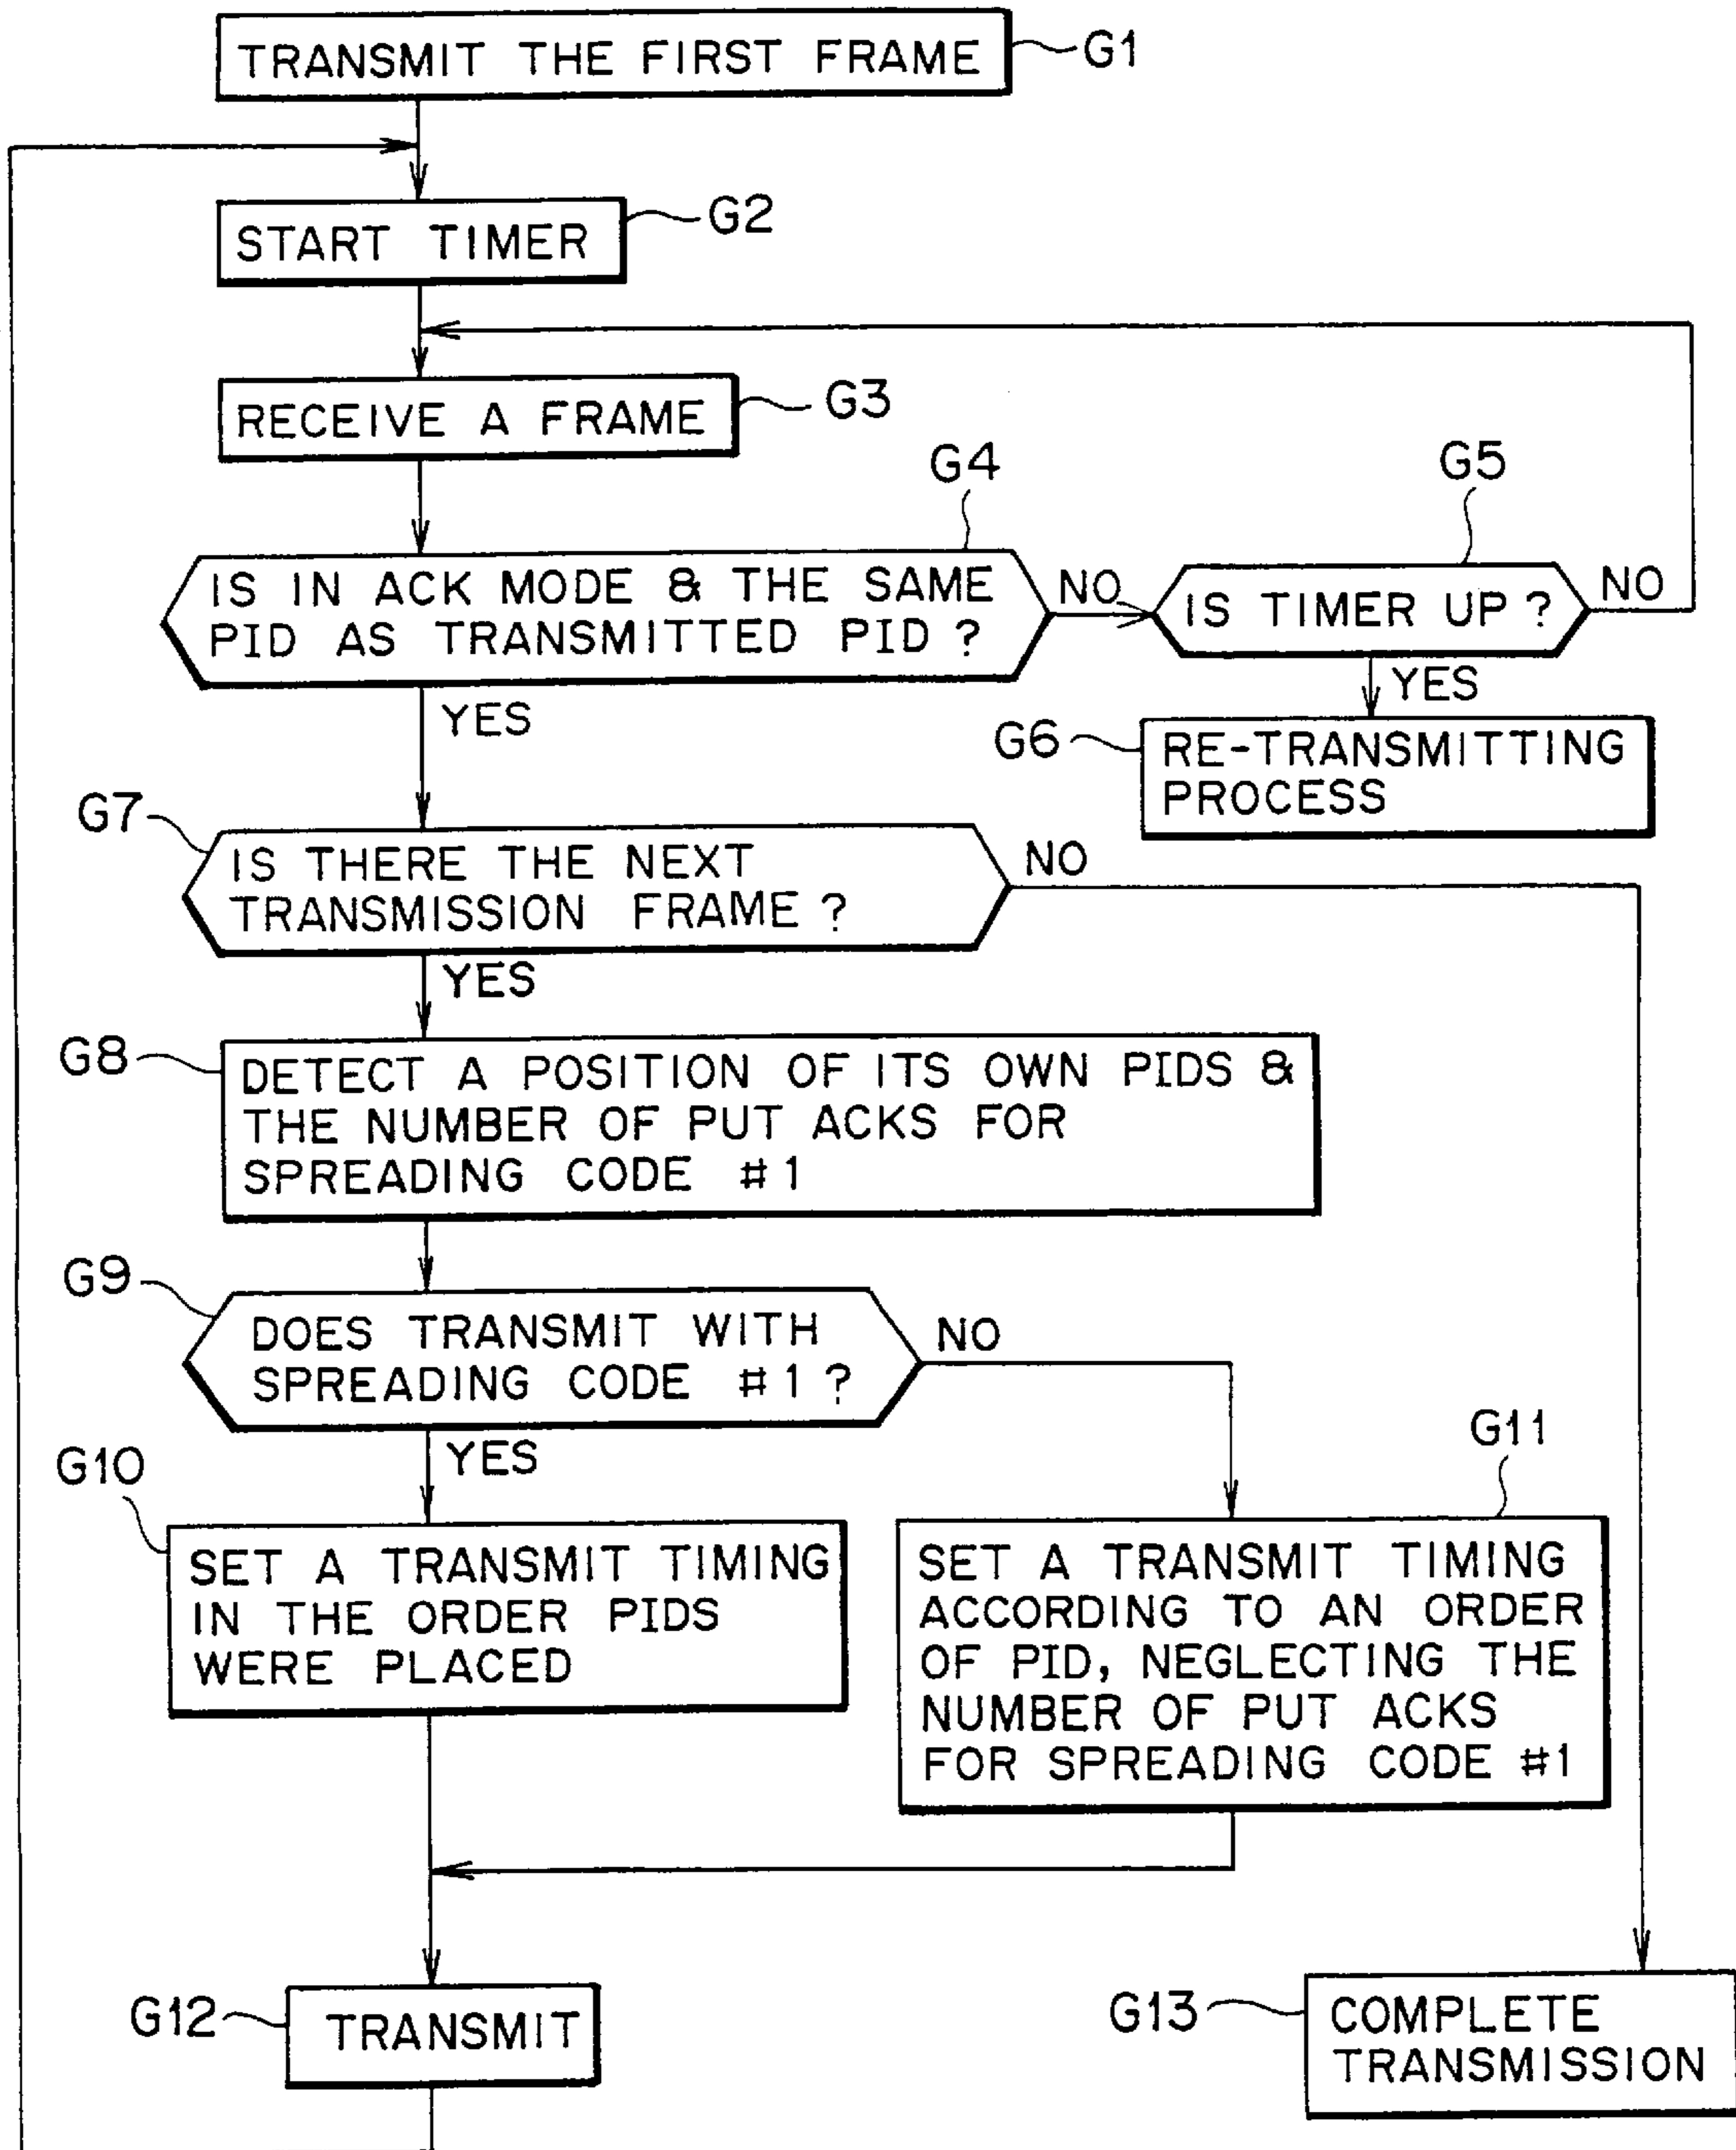 TRANSMIT THE FIRST FRAME
G1
START TIMER
G2
RECEIVE A FRAME
G3
G4
IS IN ACK MODE & THE SAME
PID AS TRANSMITTED PID ?
NO
G5
IS TIMER UP ?
NO
YES
G6
RE-TRANSMITTING
PROCESS
YES
G7
IS THERE THE NEXT
TRANSMISSION FRAME ?
NO
YES
G8
DETECT A POSITION OF ITS OWN PIDS &
THE NUMBER OF PUT ACKS FOR
SPREADING CODE #1
G9
DOES TRANSMIT WITH
SPREADING CODE #1 ?
NO
YES
G10
SET A TRANSMIT TIMING
IN THE ORDER PIDS
WERE PLACED
G11
SET A TRANSMIT TIMING
ACCORDING TO AN ORDER
OF PID, NEGLECTING THE
NUMBER OF PUT ACKS
FOR SPREADING CODE #1
G12
TRANSMIT
G13
COMPLETE
TRANSMISSION